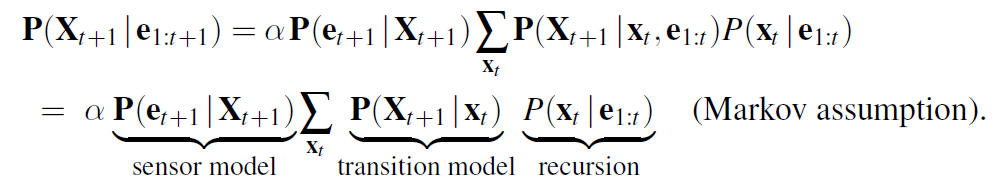 P(X_{t+1} | e_{1:t+1}) = α P(e_{t+1} | X_{t+1}) ∑_{x_t} P(X_{t+1} | x_t, e_{1:t}) P(x_t | e_{1:t})
= α P(e_{t+1} | X_{t+1}) ∑_{x_t} P(X_{t+1} | x_t) P(x_t | e_{1:t}) (Markov assumption).
sensor model transition model recursion